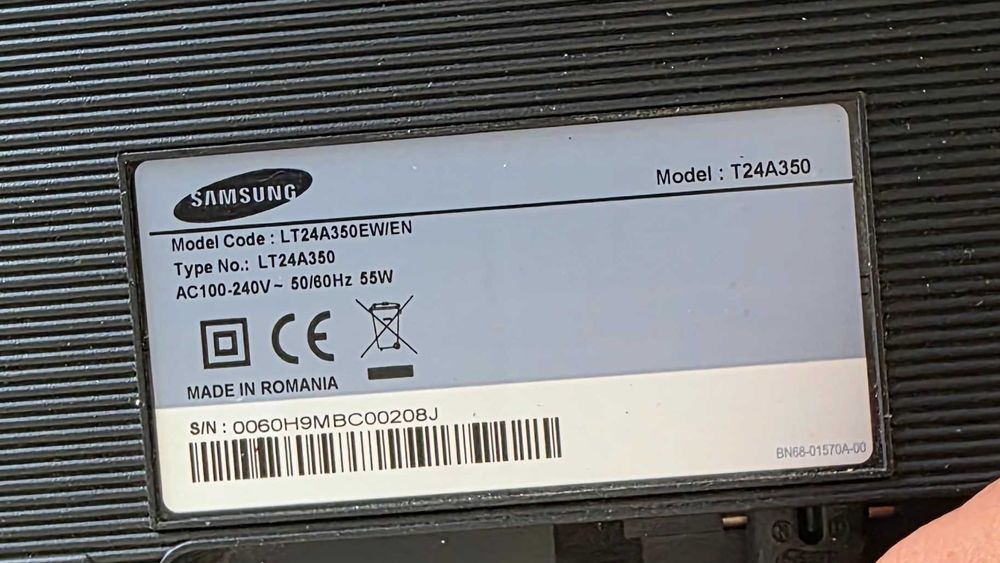 SAMSUNG
Model : T24A350
Model Code : LT24A350EW/EN
Type No.: LT24A350
AC100-240V~ 50/60Hz 55W
CE
MADE IN ROMANIA
S/N : 0060H9MBC00208J
BN68-01570A-00